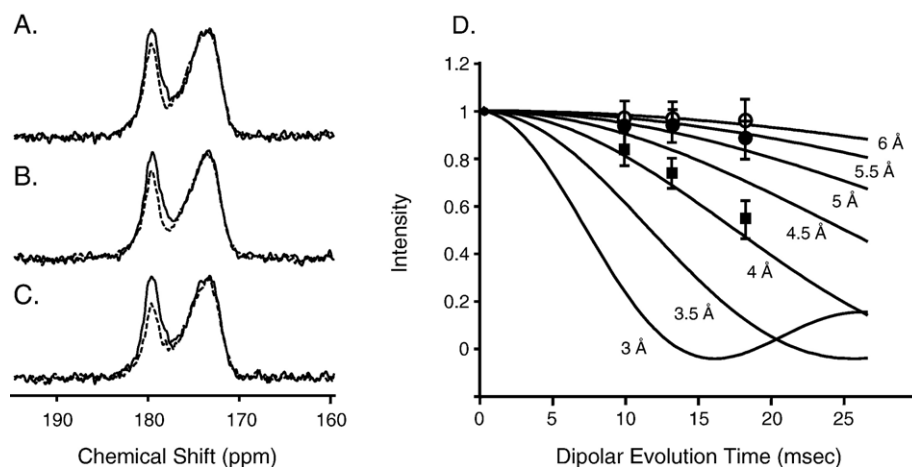 A.
B.
C.
190 180 170 160
Chemical Shift (ppm)
D.
1.2
1
0.8
0.6
0.4
0.2
0
Intensity
6 Å
5.5 Å
5 Å
4.5 Å
4 Å
3.5 Å
3 Å
0 5 10 15 20 25
Dipolar Evolution Time (msec)